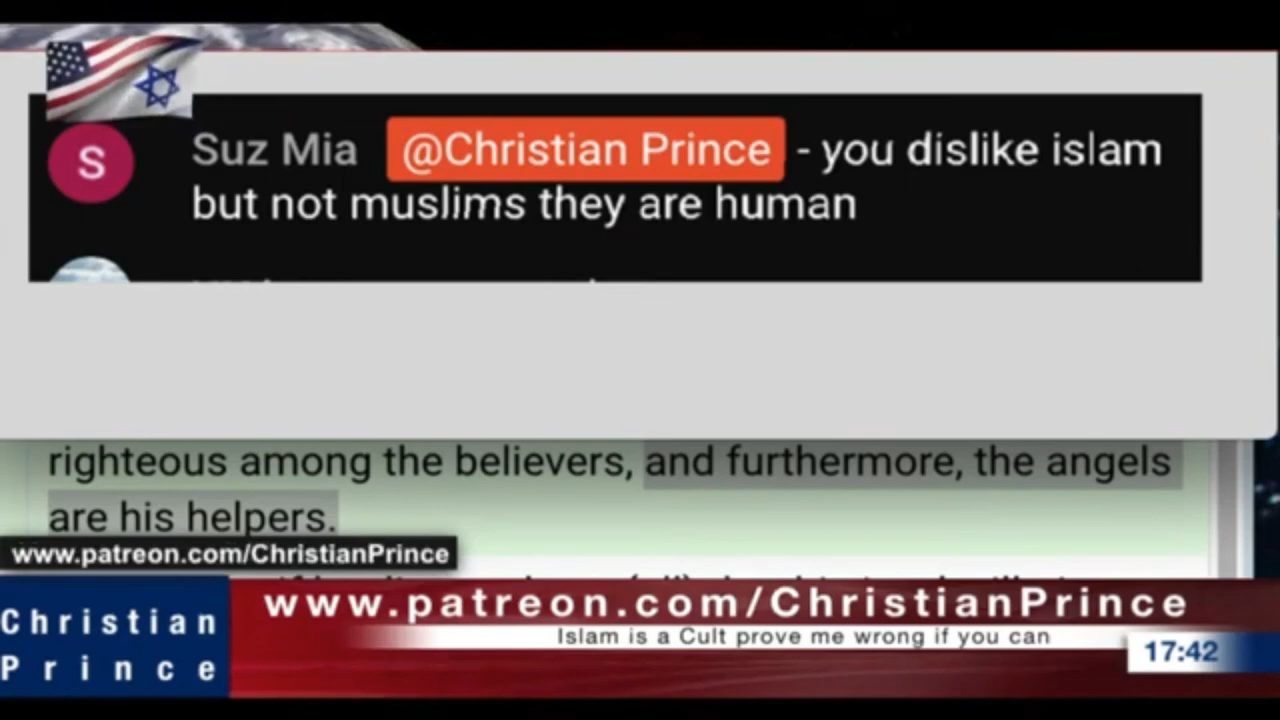 S
Suz Mia @Christian Prince - you dislike islam
but not muslims they are human
righteous among the believers, and furthermore, the angels
are his helpers.
www.patreon.com/ChristianPrince
www.patreon.com/ChristianPrince
Islam is a Cult prove me wrong if you can
Christian
Prince
17:42